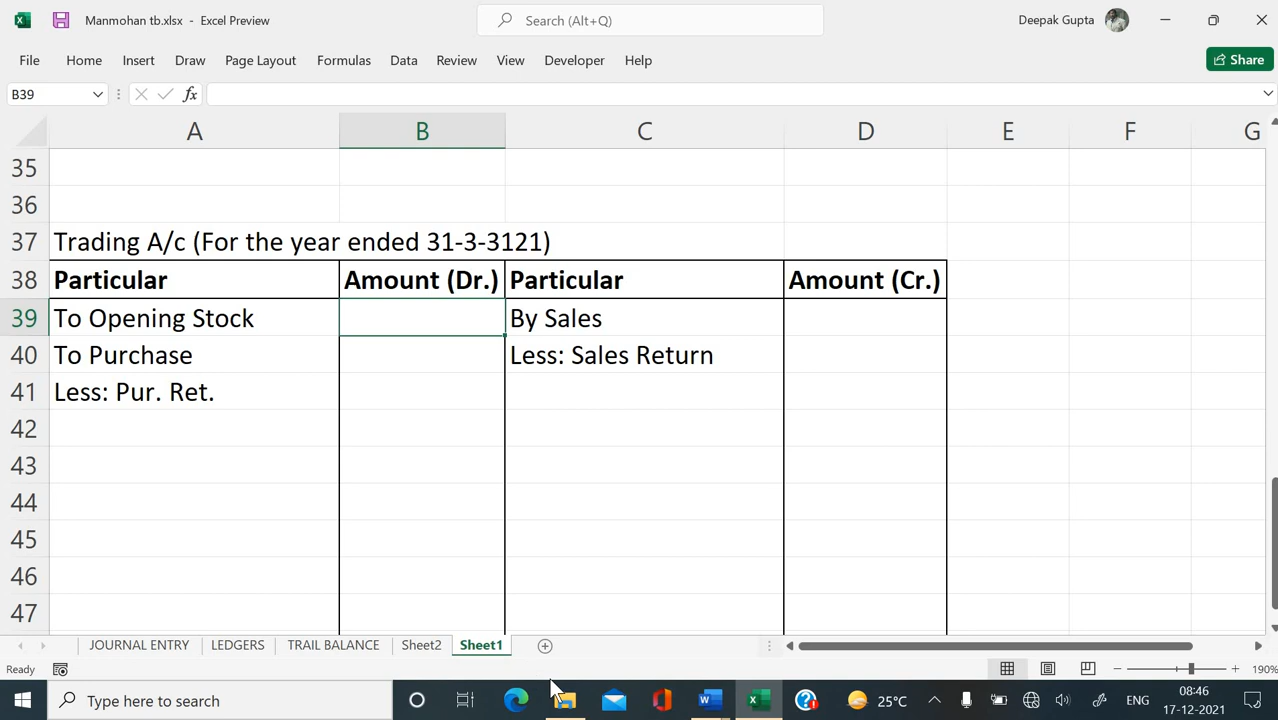 Manmohan tb.xlsx - Excel Preview
Search (Alt+Q)
Deepak Gupta
File Home Insert Draw Page Layout Formulas Data Review View Developer Help
Share
B39
fx
A B C D E F G
35
36
37 Trading A/c (For the year ended 31-3-3121)
38 Particular Amount (Dr.) Particular Amount (Cr.)
39 To Opening Stock By Sales
40 To Purchase Less: Sales Return
41 Less: Pur. Ret.
42
43
44
45
46
47
JOURNAL ENTRY LEDGERS TRAIL BALANCE Sheet2 Sheet1
Ready
190%
Type here to search
25°C
ENG
08:46
17-12-2021